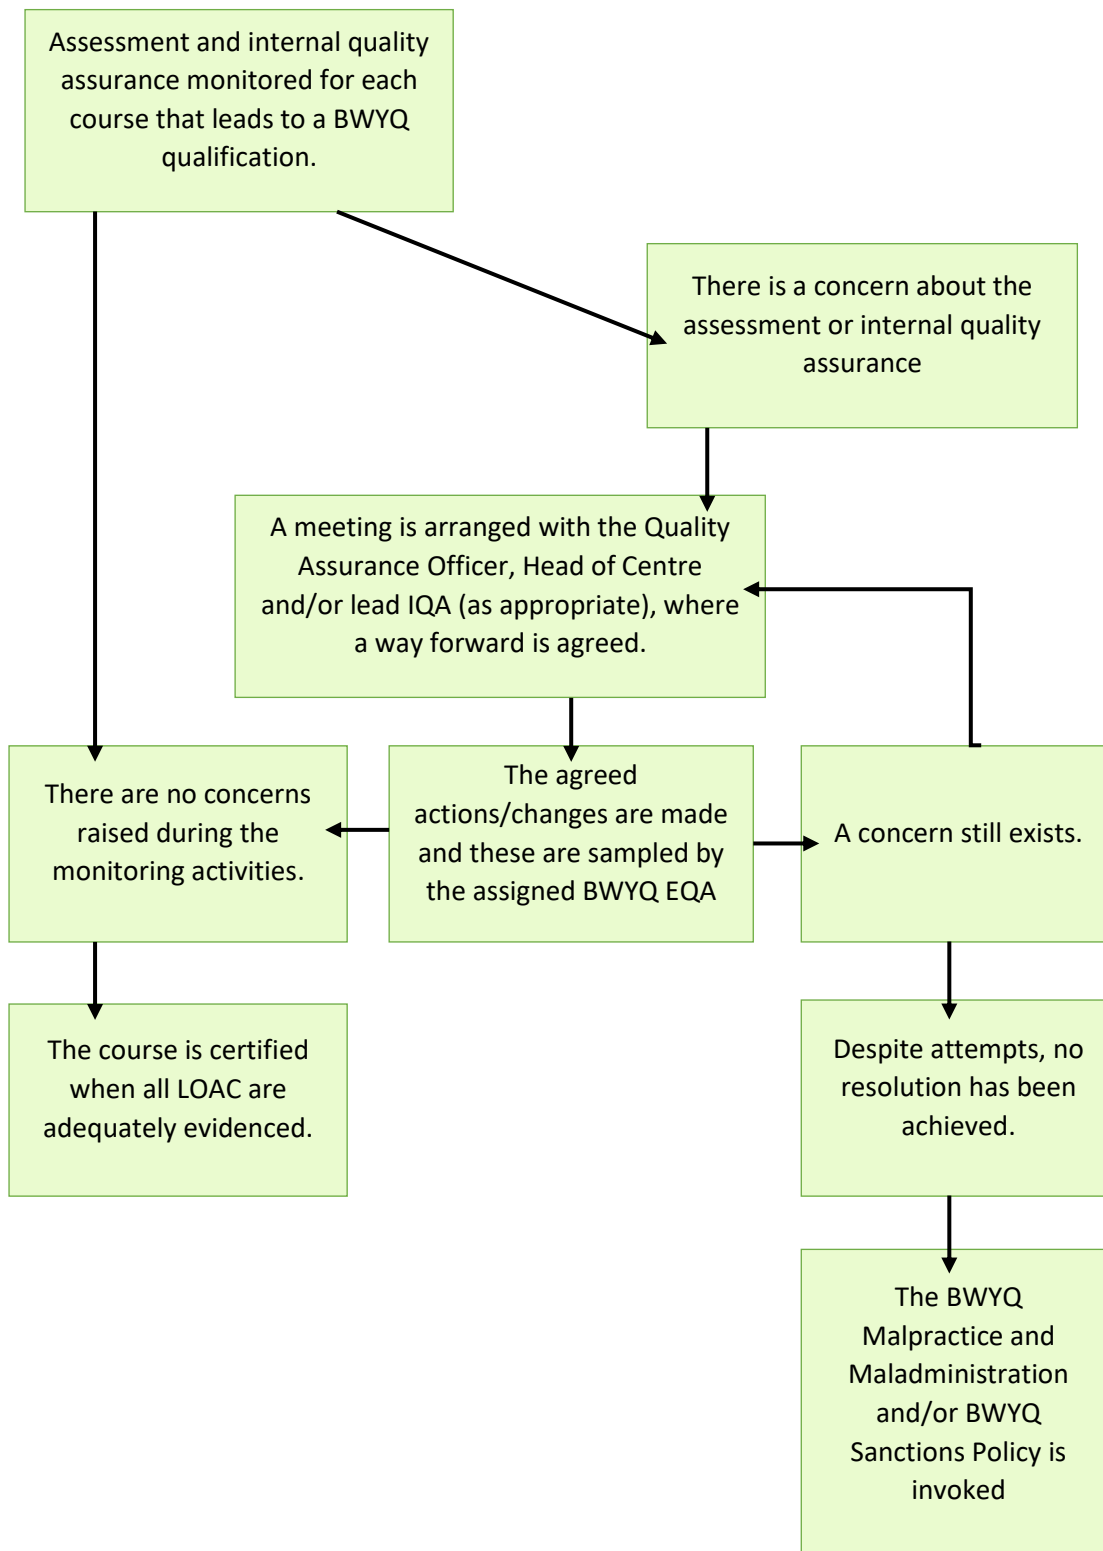 Assessment and internal quality
assurance monitored for each
course that leads to a BWYQ
qualification.
There is a concern about the
assessment or internal quality
assurance
A meeting is arranged with the Quality
Assurance Officer, Head of Centre
and/or lead IQA (as appropriate), where
a way forward is agreed.
There are no concerns
raised during the
monitoring activities.
The agreed
actions/changes are made
and these are sampled by
the assigned BWYQ EQA
A concern still exists.
The course is certified
when all LOAC are
adequately evidenced.
Despite attempts, no
resolution has been
achieved.
The BWYQ
Malpractice and
Maladministration
and/or BWYQ
Sanctions Policy is
invoked